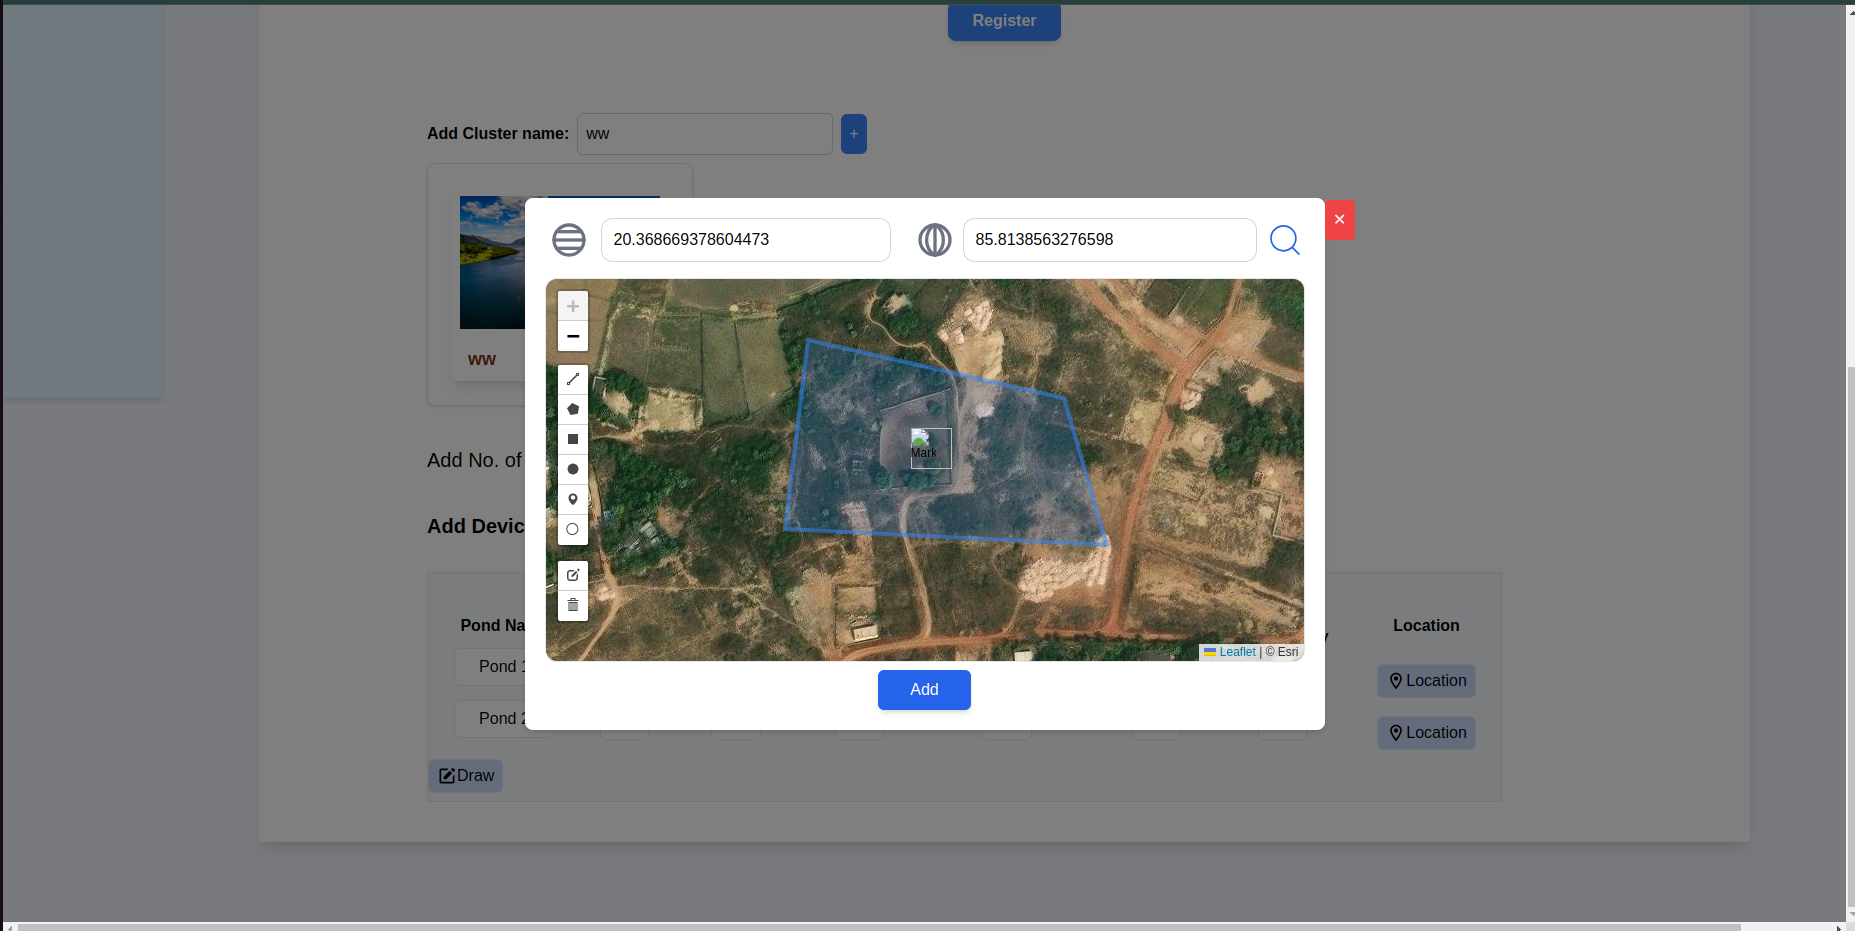 Register
Add Cluster name:
ww
+
20.368669378604473
85.8138563276598
×
+
−
ww
Mark
Add No. of
Add Devic
Leaflet | © Esri
Add
Pond Na
Location
Pond 1
Location
Pond 2
Location
Draw